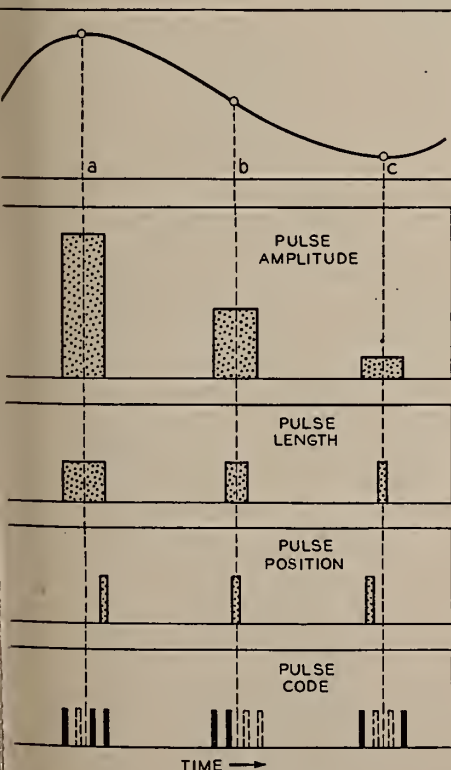 a b c
PULSE
AMPLITUDE
PULSE
LENGTH
PULSE
POSITION
PULSE
CODE
TIME